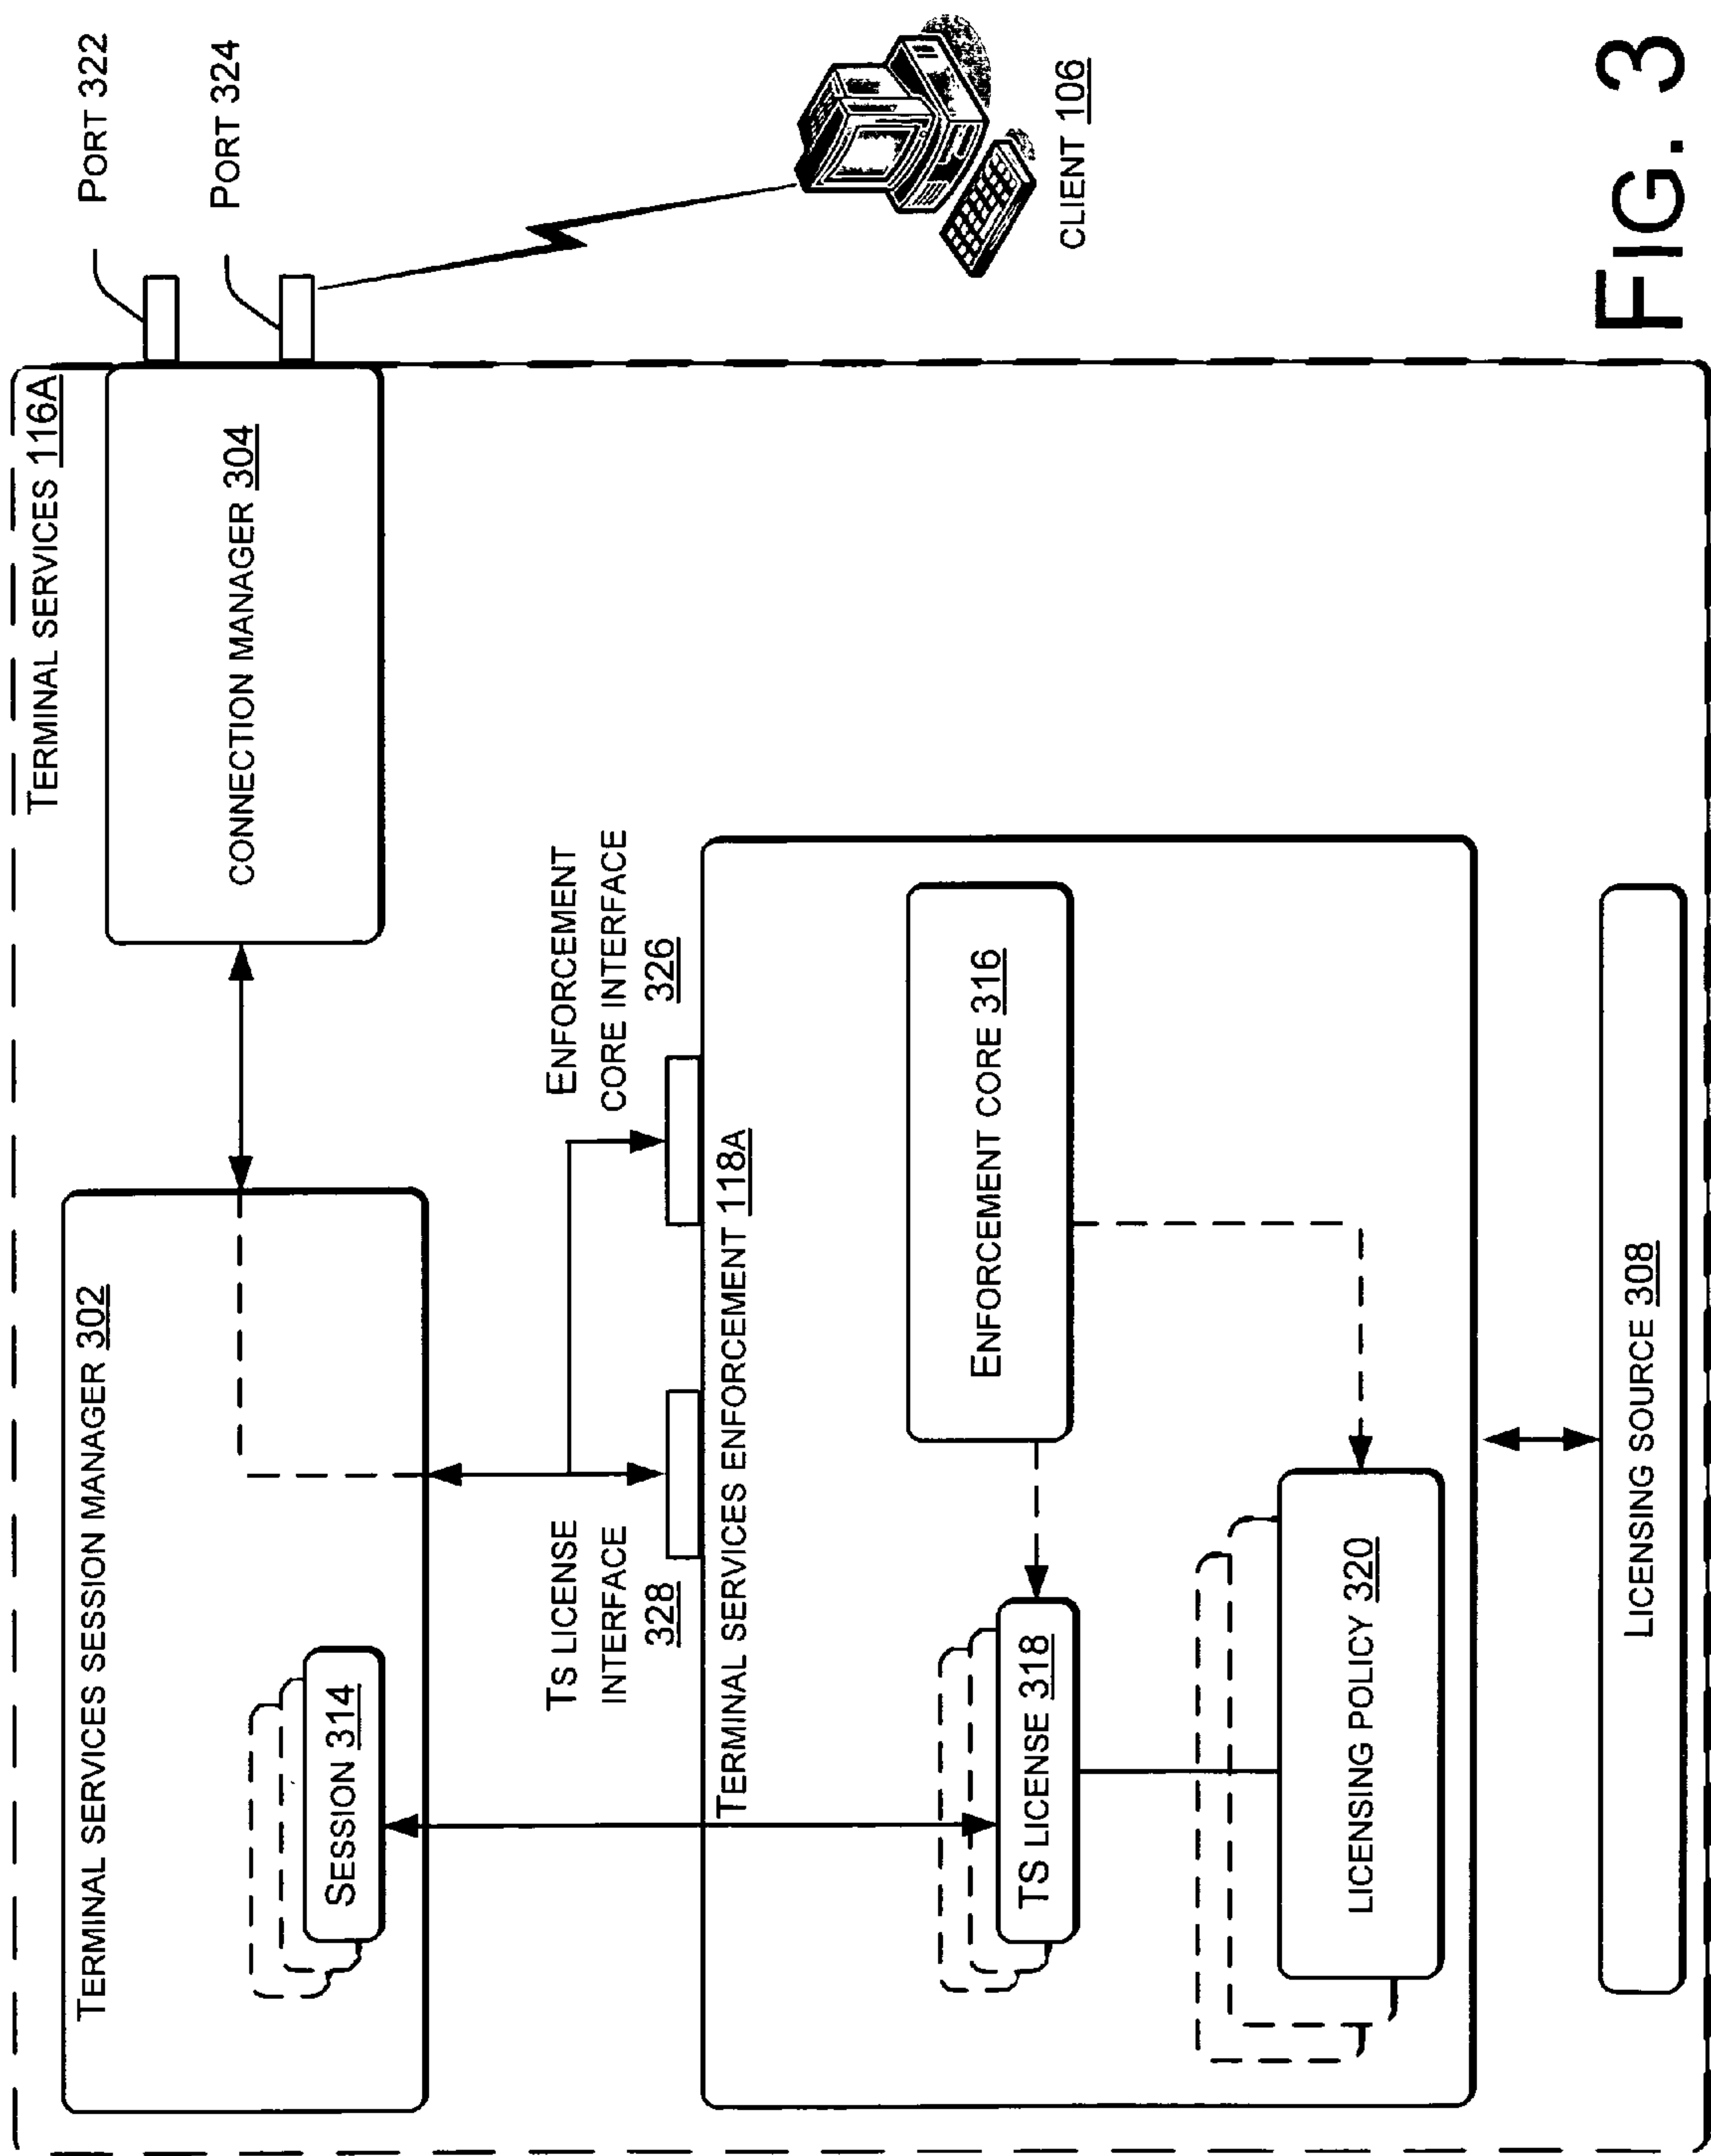 TERMINAL SERVICES 116A
TERMINAL SERVICES SESSION MANAGER 302
SESSION 314
CONNECTION MANAGER 304
PORT 322
PORT 324
CLIENT 106
TS LICENSE
INTERFACE
328
ENFORCEMENT
CORE INTERFACE
326
TERMINAL SERVICES ENFORCEMENT 118A
ENFORCEMENT CORE 316
TS LICENSE 318
LICENSING POLICY 320
LICENSING SOURCE 308
FIG. 3